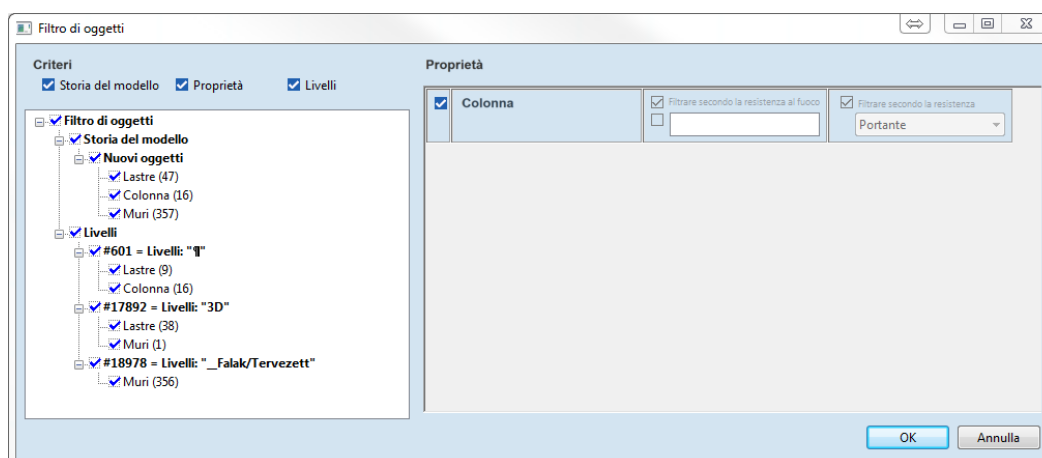 Filtro di oggetti
Criteri
Storia del modello Proprietà Livelli
Filtro di oggetti
Storia del modello
Nuovi oggetti
Lastre (47)
Colonna (16)
Muri (357)
Livelli
#601 = Livelli: "¶"
Lastre (9)
Colonna (16)
#17892 = Livelli: "3D"
Lastre (38)
Muri (1)
#18978 = Livelli: "__Falak/Tervezett"
Muri (356)
Proprietà
Colonna
Filtrare secondo la resistenza al fuoco
Filtrare secondo la resistenza
Portante
OK Annulla